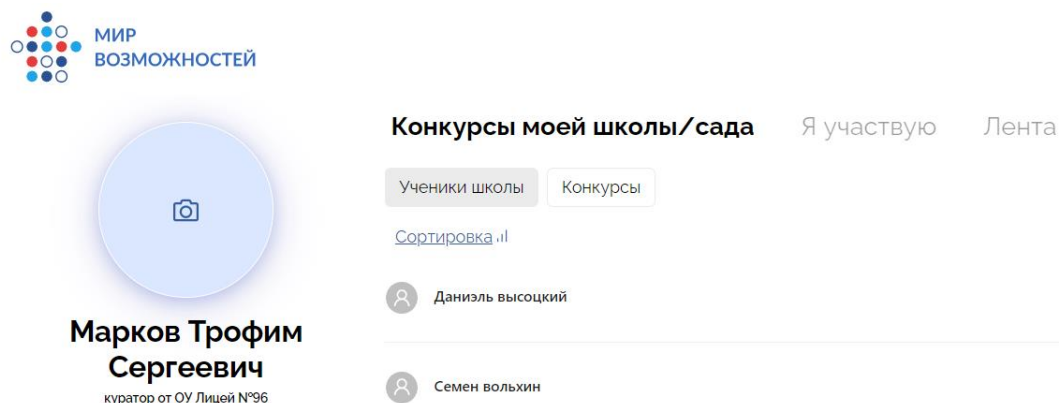 МИР
ВОЗМОЖНОСТЕЙ
Конкурсы моей школы/сада Я участвую Лента
Ученики школы Конкурсы
Сортировка
Даниэль высоцкий
Марков Трофим
Сергеевич
куратор от ОУ Лицей №96
Семен вольхин